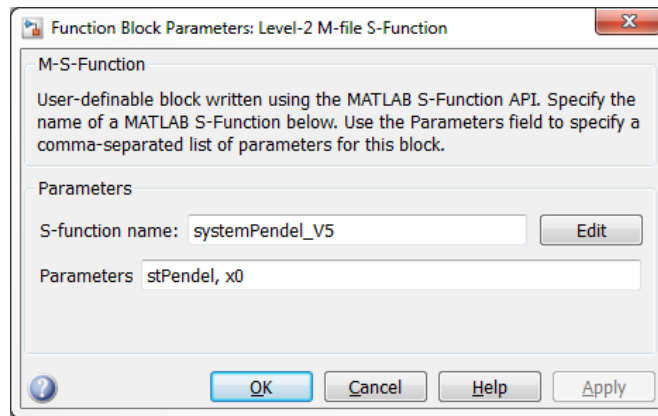 Function Block Parameters: Level-2 M-file S-Function
M-S-Function
User-definable block written using the MATLAB S-Function API. Specify the
name of a MATLAB S-Function below. Use the Parameters field to specify a
comma-separated list of parameters for this block.
Parameters
S-function name: systemPendel_V5 Edit
Parameters stPendel, x0
? OK Cancel Help Apply